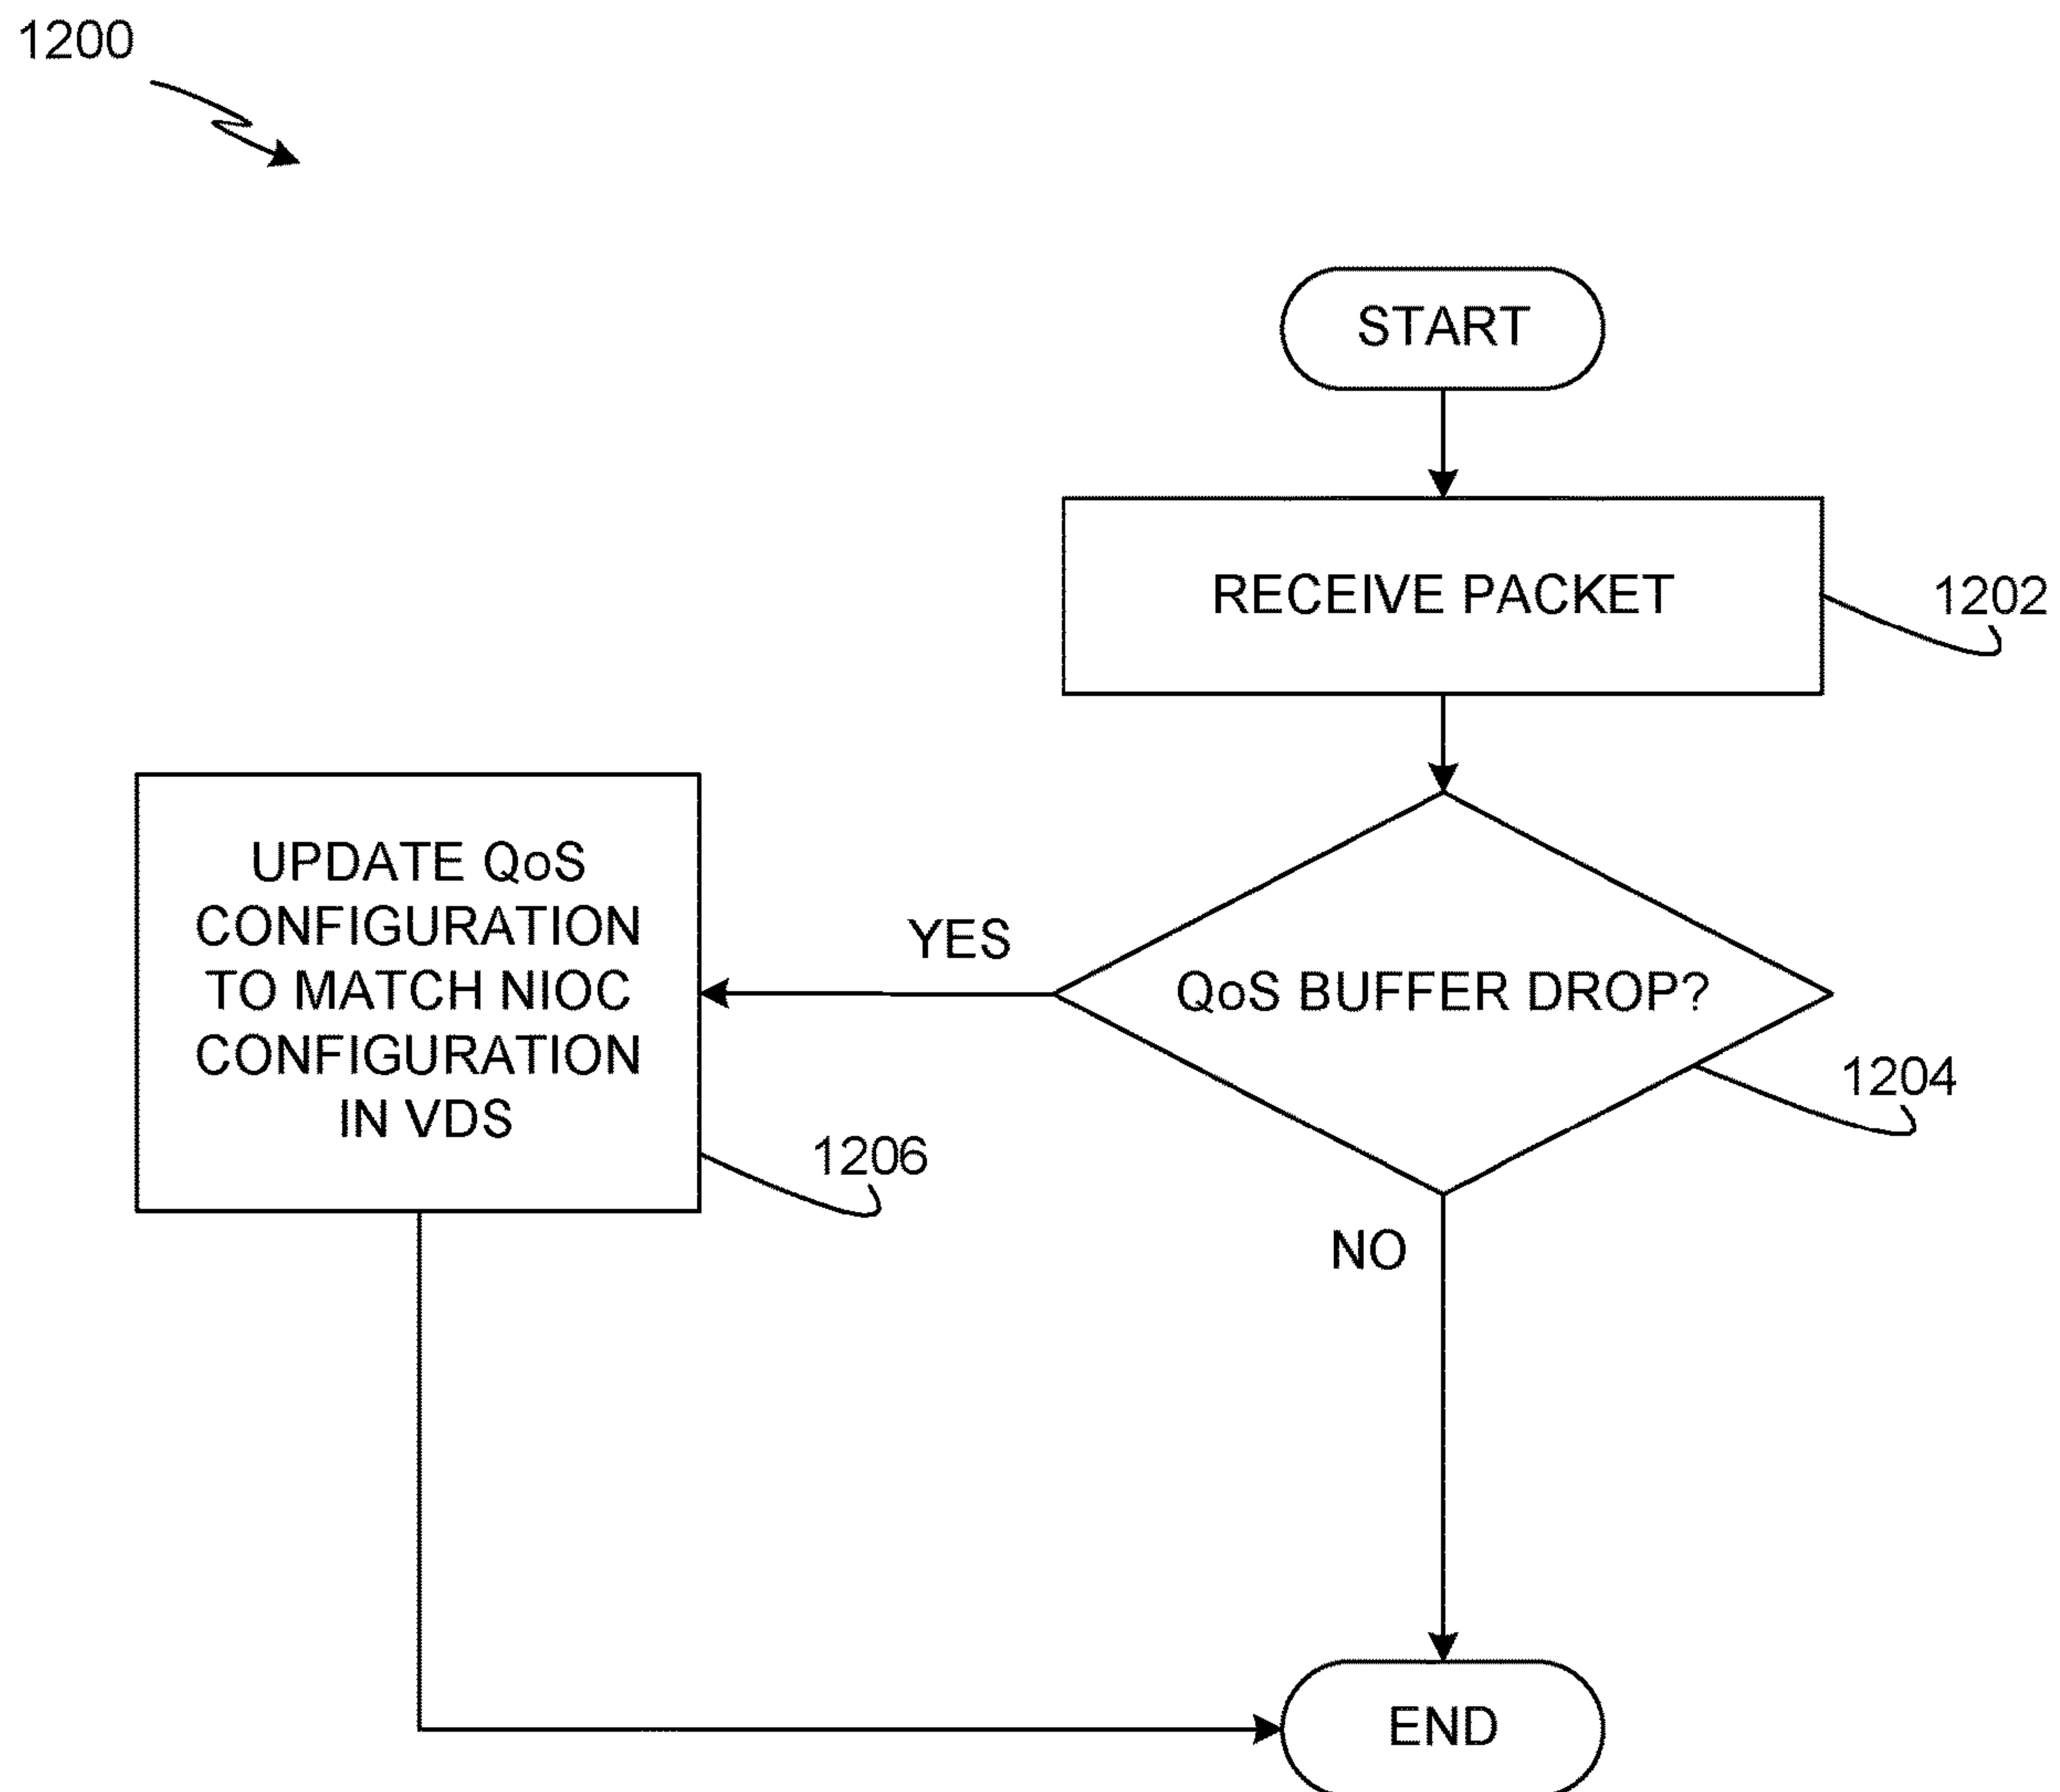 1200
START
RECEIVE PACKET
1202
UPDATE QoS
CONFIGURATION
TO MATCH NIOC
CONFIGURATION
IN VDS
YES
QoS BUFFER DROP?
1204
1206
NO
END